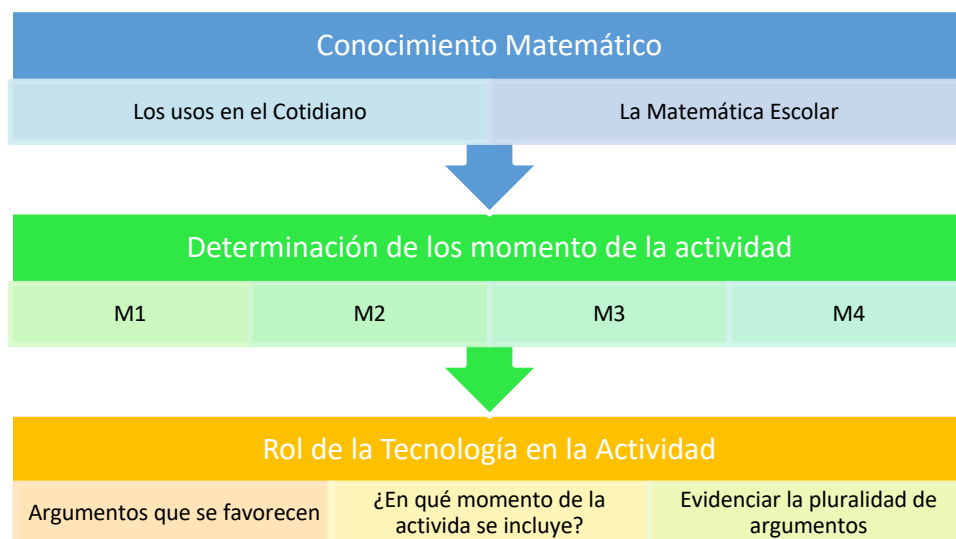 Conocimiento Matemático
Los usos en el Cotidiano
La Matemática Escolar
Determinación de los momento de la actividad
M1
M2
M3
M4
Rol de la Tecnología en la Actividad
Argumentos que se favorecen
¿En qué momento de la
activida se incluye?
Evidenciar la pluralidad de
argumentos